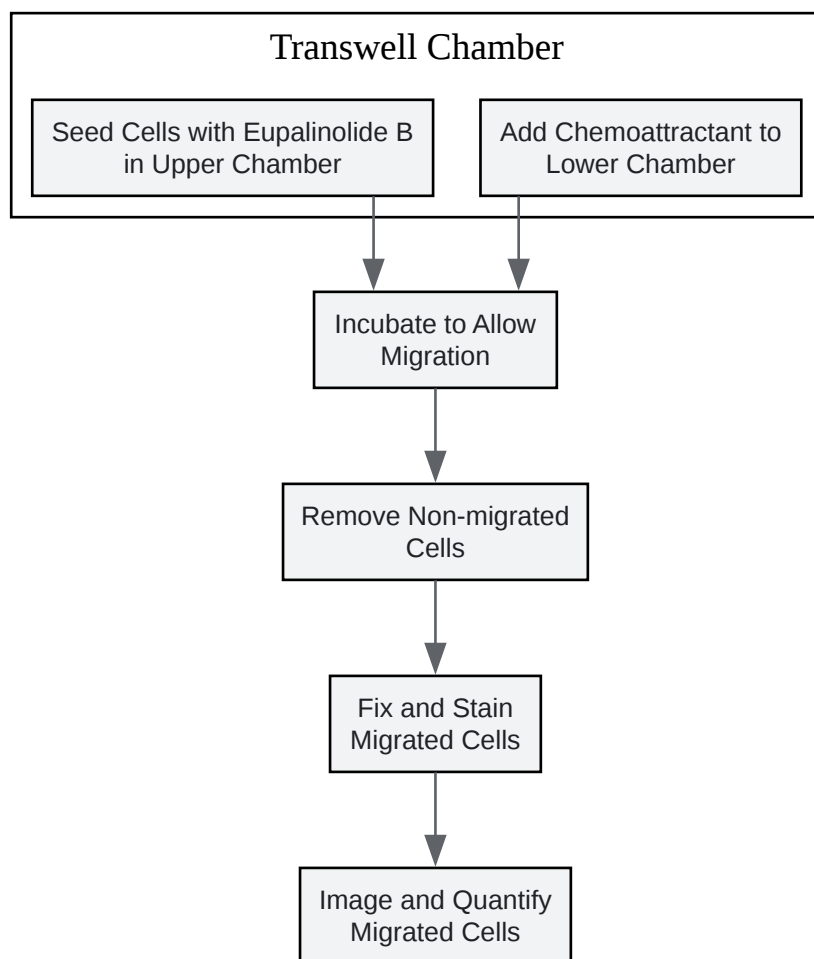 Transwell Chamber
Seed Cells with Eupalinolide B
in Upper Chamber
Add Chemoattractant to
Lower Chamber
Incubate to Allow
Migration
Remove Non-migrated
Cells
Fix and Stain
Migrated Cells
Image and Quantify
Migrated Cells